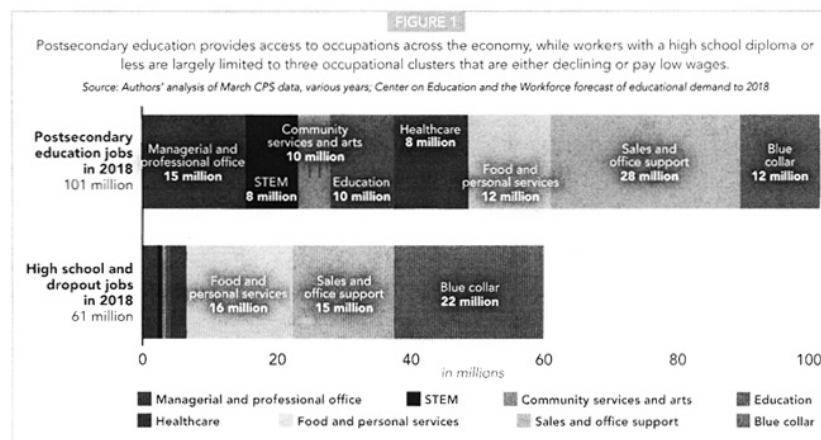 FIGURE 1
Postsecondary education provides access to occupations across the economy, while workers with a high school diploma or
less are largely limited to three occupational clusters that are either declining or pay low wages.
Source: Authors' analysis of March CPS data, various years; Center on Education and the Workforce forecast of educational demand to 2018
Postsecondary
education jobs
in 2018
101 million
Managerial and
professional office
15 million
STEM
8 million
Community
services and arts
10 million
Education
10 million
Healthcare
8 million
Food and
personal services
12 million
Sales and
office support
28 million
Blue
collar
12 million
High school and
dropout jobs
in 2018
61 million
Food and
personal services
16 million
Sales and
office support
15 million
Blue collar
22 million
0 20 40 60 80 100
in millions
Managerial and professional office STEM Community services and arts Education
Healthcare Food and personal services Sales and office support Blue collar